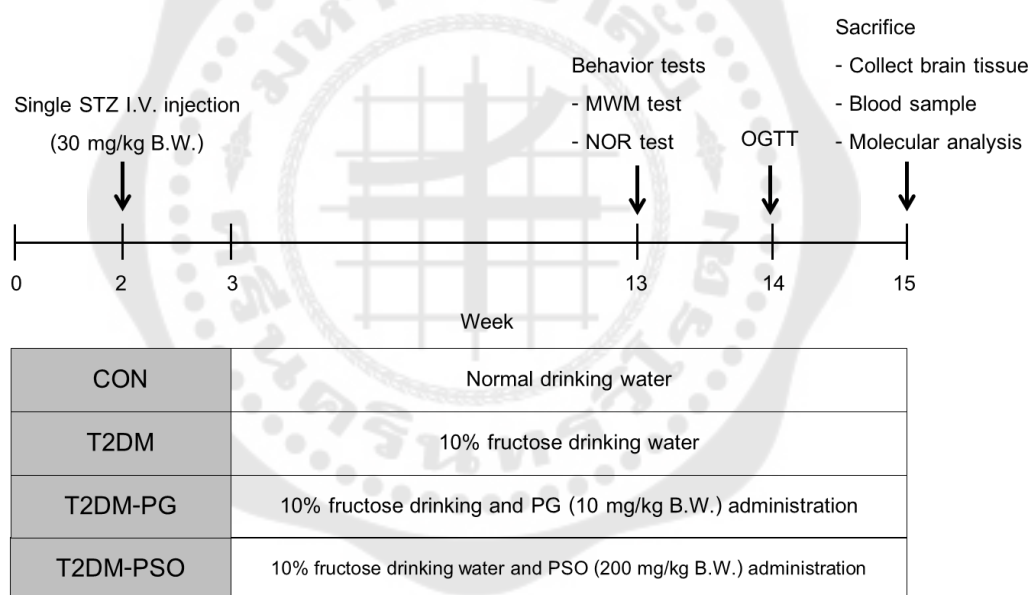 Single STZ I.V. injection
(30 mg/kg B.W.)
Behavior tests
- MWM test
- NOR test
OGTT
Sacrifice
- Collect brain tissue
- Blood sample
- Molecular analysis
0 2 3 13 14 15
Week
CON Normal drinking water
T2DM 10% fructose drinking water
T2DM-PG 10% fructose drinking and PG (10 mg/kg B.W.) administration
T2DM-PSO 10% fructose drinking water and PSO (200 mg/kg B.W.) administration